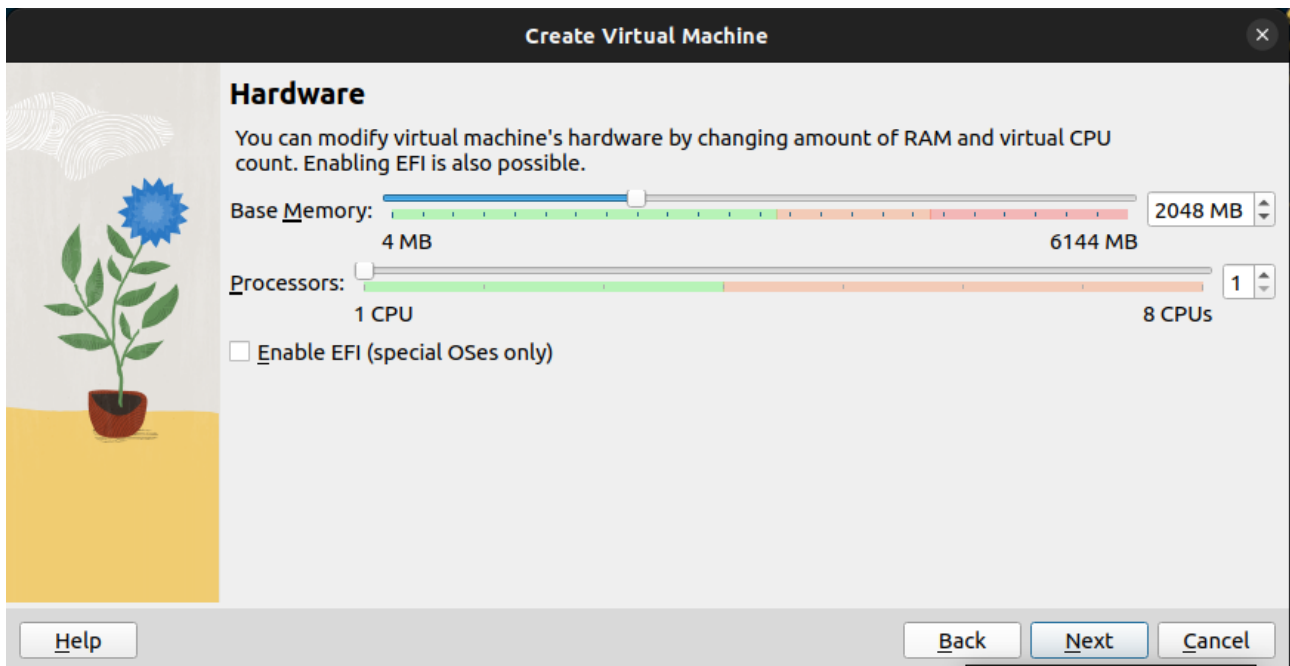 Create Virtual Machine
Hardware
You can modify virtual machine's hardware by changing amount of RAM and virtual CPU
count. Enabling EFI is also possible.
Base Memory: 2048 MB
4 MB 6144 MB
Processors: 1
1 CPU 8 CPUs
Enable EFI (special OSes only)
Help Back Next Cancel